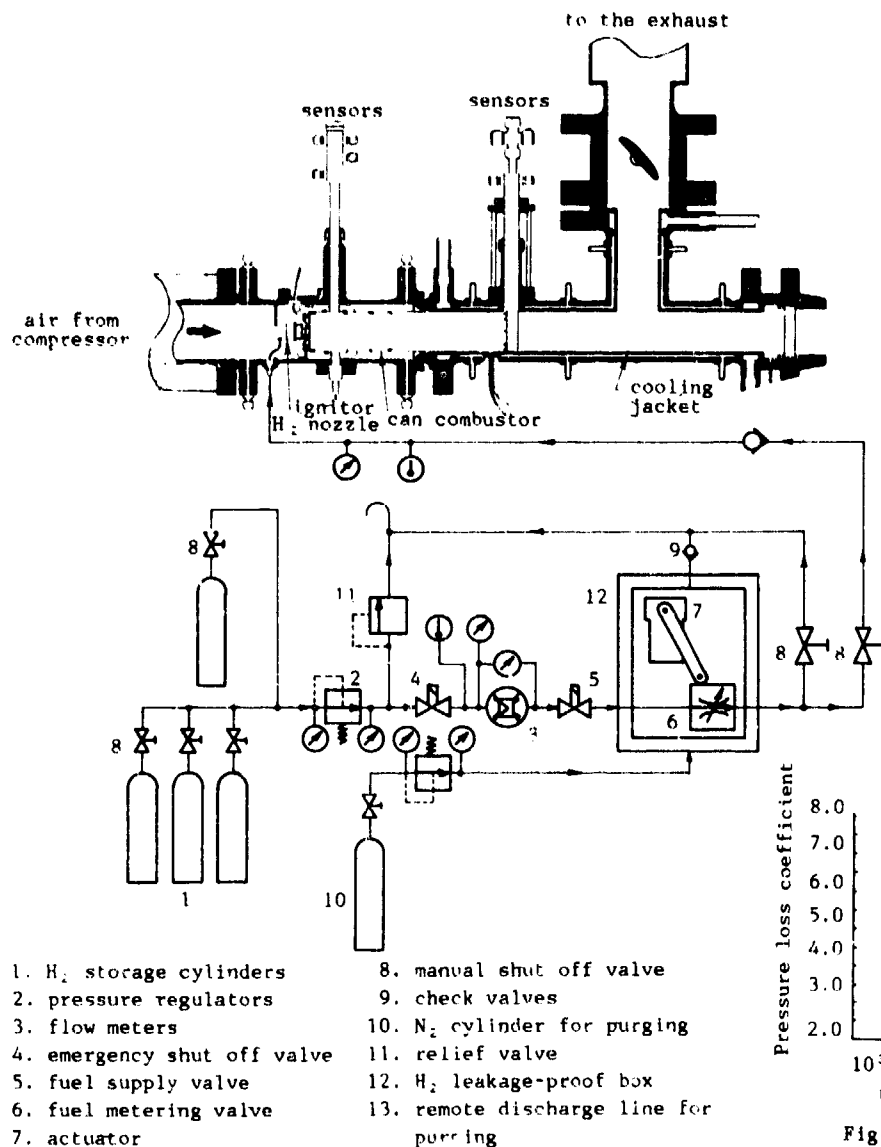 to the exhaust
sensors
sensors
air from
compressor
ignitor
H₂ nozzle
can combustor
cooling
jacket
8
9
11
12
7
2
4
5
8
8
3
6
8
1
10
1. H₂ storage cylinders
2. pressure regulators
3. flow meters
4. emergency shut off valve
5. fuel supply valve
6. fuel metering valve
7. actuator
8. manual shut off valve
9. check valves
10. N₂ cylinder for purging
11. relief valve
12. H₂ leakage-proof box
13. remote discharge line for
purging
Pressure loss coefficient
8.0
7.0
6.0
5.0
4.0
3.0
2.0
10³
Fig